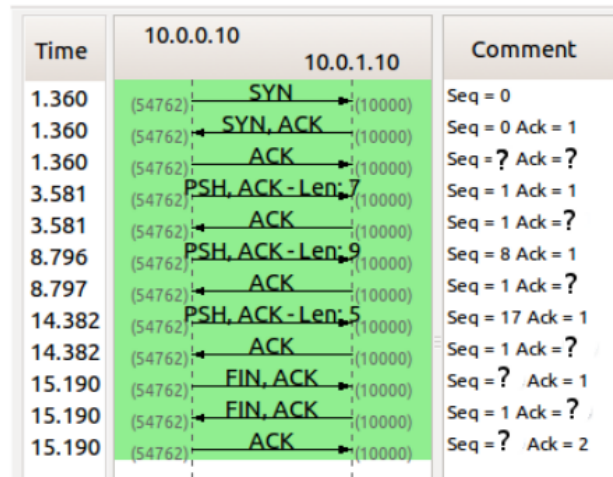 Time 10.0.0.10 10.0.1.10 Comment
1.360 (54762) SYN (10000) Seq = 0
1.360 (54762) SYN, ACK (10000) Seq = 0 Ack = 1
1.360 (54762) ACK (10000) Seq = ? Ack = ?
3.581 (54762) PSH, ACK - Len: 7 (10000) Seq = 1 Ack = 1
3.581 (54762) ACK (10000) Seq = 1 Ack = ?
8.796 (54762) PSH, ACK - Len: 9 (10000) Seq = 8 Ack = 1
8.797 (54762) ACK (10000) Seq = 1 Ack = ?
14.382 (54762) PSH, ACK - Len: 5 (10000) Seq = 17 Ack = 1
14.382 (54762) ACK (10000) Seq = 1 Ack = ?
15.190 (54762) FIN, ACK (10000) Seq = ? Ack = 1
15.190 (54762) FIN, ACK (10000) Seq = 1 Ack = ?
15.190 (54762) ACK (10000) Seq = ? Ack = 2